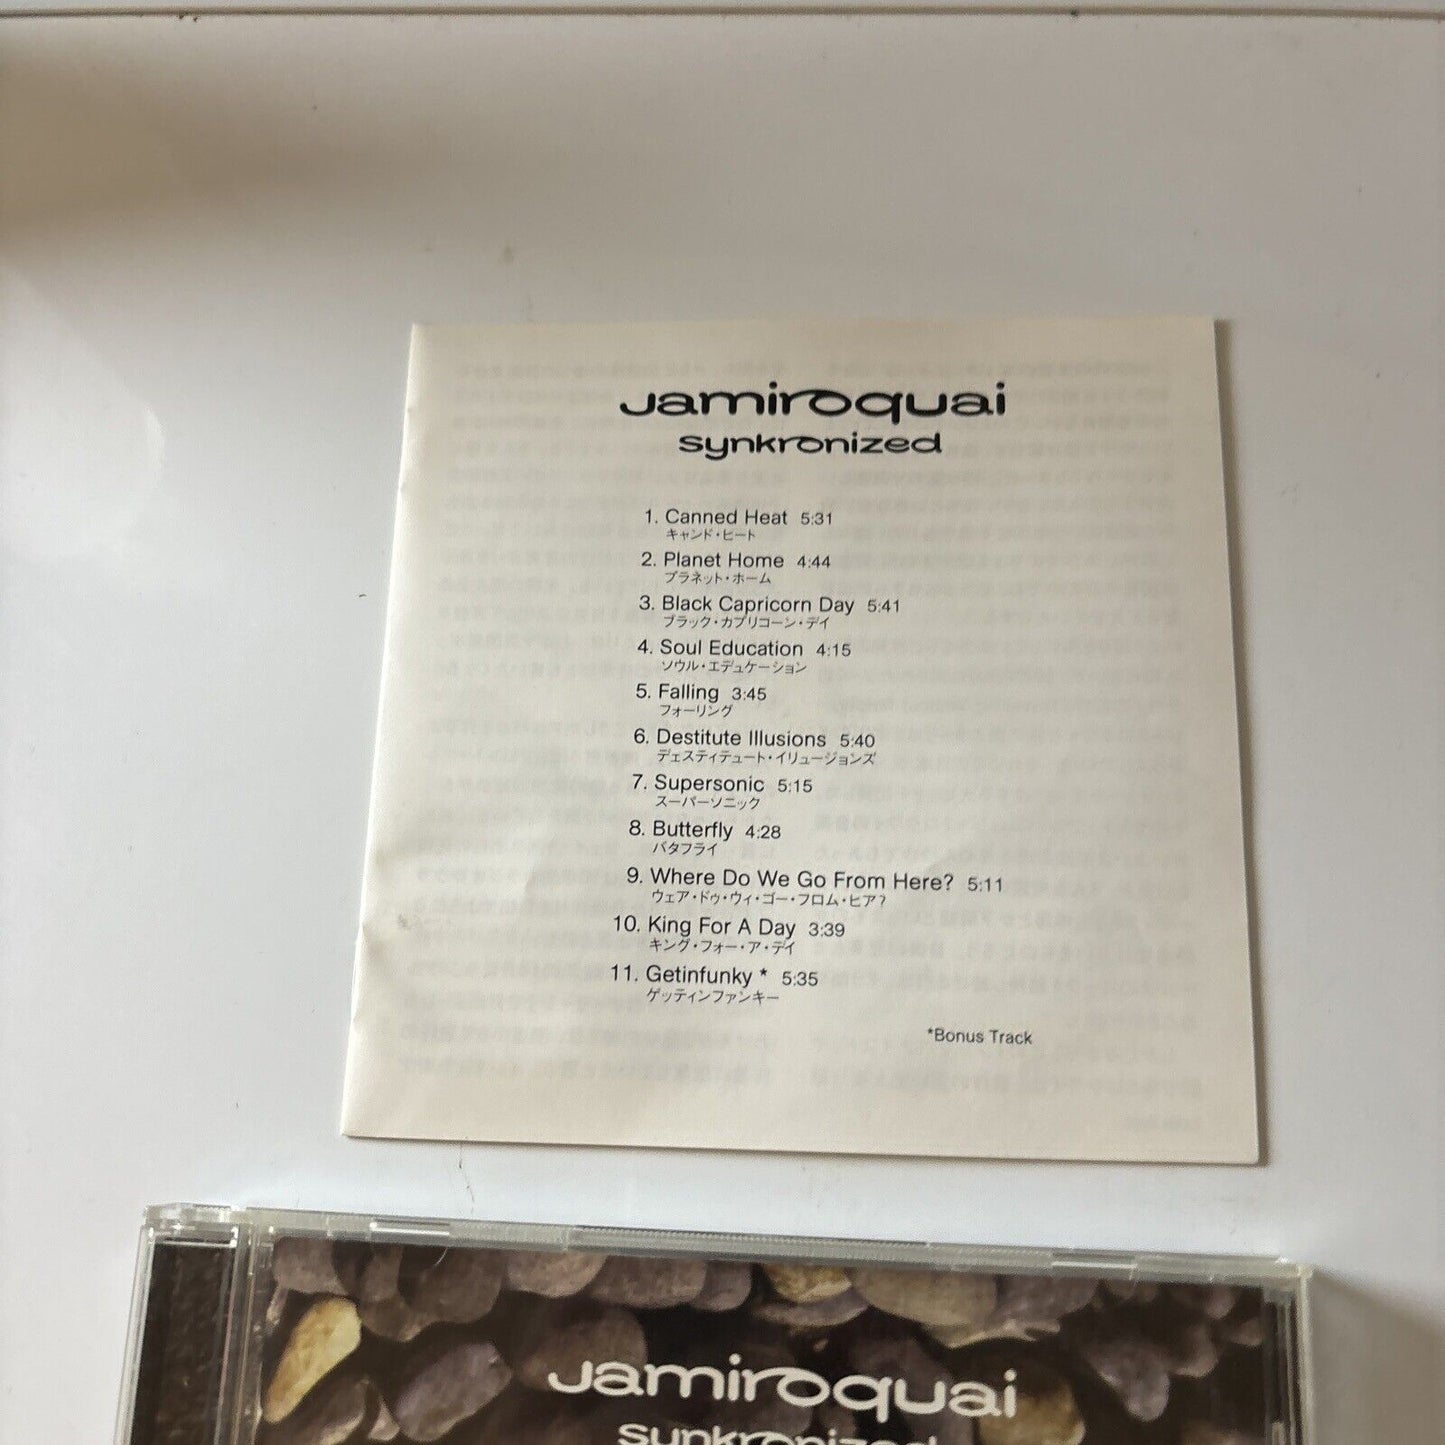 Jamiroquai
synkronized
1. Canned Heat 5:31
キャンド・ヒート
2. Planet Home 4:44
プラネット・ホーム
3. Black Capricorn Day 5:41
ブラック・カプリコーン・デイ
4. Soul Education 4:15
ソウル・エデュケーション
5. Falling 3:45
フォーリング
6. Destitute Illusions 5:40
デェスティテュート・イリュージョンズ
7. Supersonic 5:15
スーパーソニック
8. Butterfly 4:28
バタフライ
9. Where Do We Go From Here? 5:11
ウェア・ドゥ・ウィ・ゴー・フロム・ヒア?
10. King For A Day 3:39
キング・フォー・ア・デイ
11. Getinfunky * 5:35
ゲッティンファンキー
*Bonus Track
Jamiroquai
synkronized